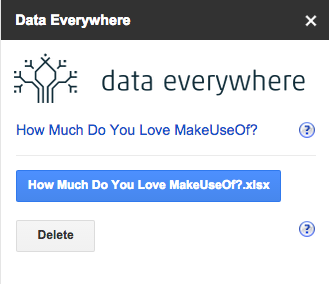 Data Everywhere
data everywhere
How Much Do You Love MakeUseOf?
How Much Do You Love MakeUseOf?.xlsx
Delete